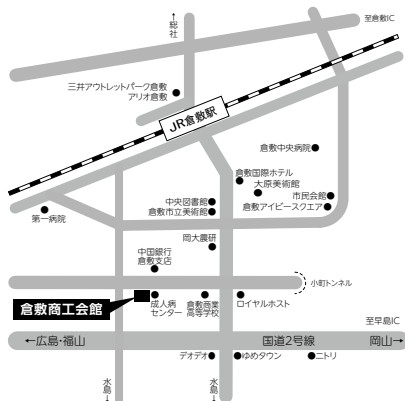 ↑
総社
至倉敷IC
三井アウトレットパーク倉敷
アリオ倉敷
JR倉敷駅
倉敷中央病院
倉敷国際ホテル
大原美術館
市民会館
倉敷アイビースクエア
中央図書館
倉敷市立美術館
第一病院
岡大農研
中国銀行
倉敷支店
小町トンネル
倉敷商工会館
成人病
センター
倉敷商業
高等学校
ロイヤルホスト
至早島IC
←広島・福山
国道2号線
岡山→
デオデオ
ゆめタウン
ニトリ
水島↓
水島↓